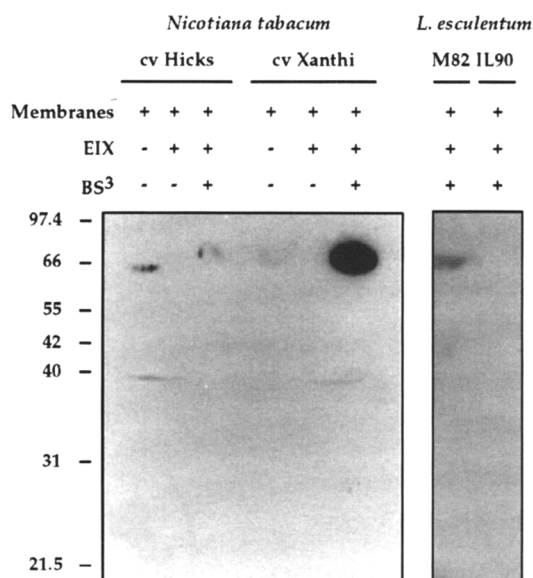 Nicotiana tabacum L. esculentum
cv Hicks cv Xanthi M82 IL90
Membranes + + + + + + + +
EIX - + + - + + + +
BS3 - - + - - + + +
97.4 –
66 –
55 –
42 –
40 –
31 –
21.5 –